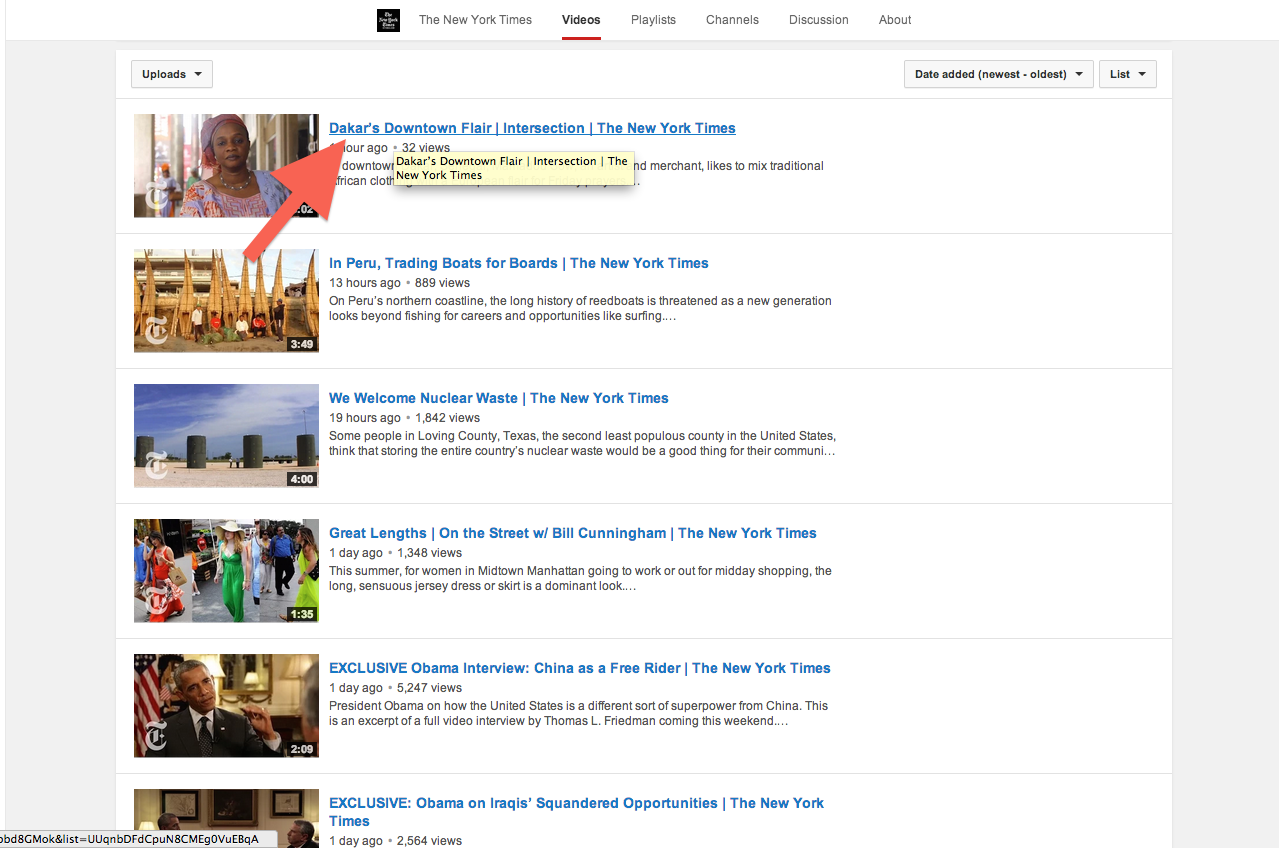 The New York Times
The New York Times Videos Playlists Channels Discussion About
Uploads
Date added (newest - oldest) List
Dakar's Downtown Flair | Intersection | The New York Times
hour ago • 32 views
downtown
nd merchant, likes to mix traditional
frican
Dakar's Downtown Flair | Intersection | The
New York Times
:02
In Peru, Trading Boats for Boards | The New York Times
13 hours ago • 889 views
On Peru's northern coastline, the long history of reedboats is threatened as a new generation
looks beyond fishing for careers and opportunities like surfing....
3:49
We Welcome Nuclear Waste | The New York Times
19 hours ago • 1,842 views
Some people in Loving County, Texas, the second least populous county in the United States,
think that storing the entire country's nuclear waste would be a good thing for their communi...
4:00
Great Lengths | On the Street w/ Bill Cunningham | The New York Times
1 day ago • 1,348 views
This summer, for women in Midtown Manhattan going to work or out for midday shopping, the
long, sensuous jersey dress or skirt is a dominant look....
1:35
EXCLUSIVE Obama Interview: China as a Free Rider | The New York Times
1 day ago • 5,247 views
President Obama on how the United States is a different sort of superpower from China. This
is an excerpt of a full video interview by Thomas L. Friedman coming this weekend....
2:09
EXCLUSIVE: Obama on Iraqis' Squandered Opportunities | The New York
Times
1 day ago • 2,564 views
bd8GMok&list=UUqnbDFdCpuN8CMEg0VuEBqA